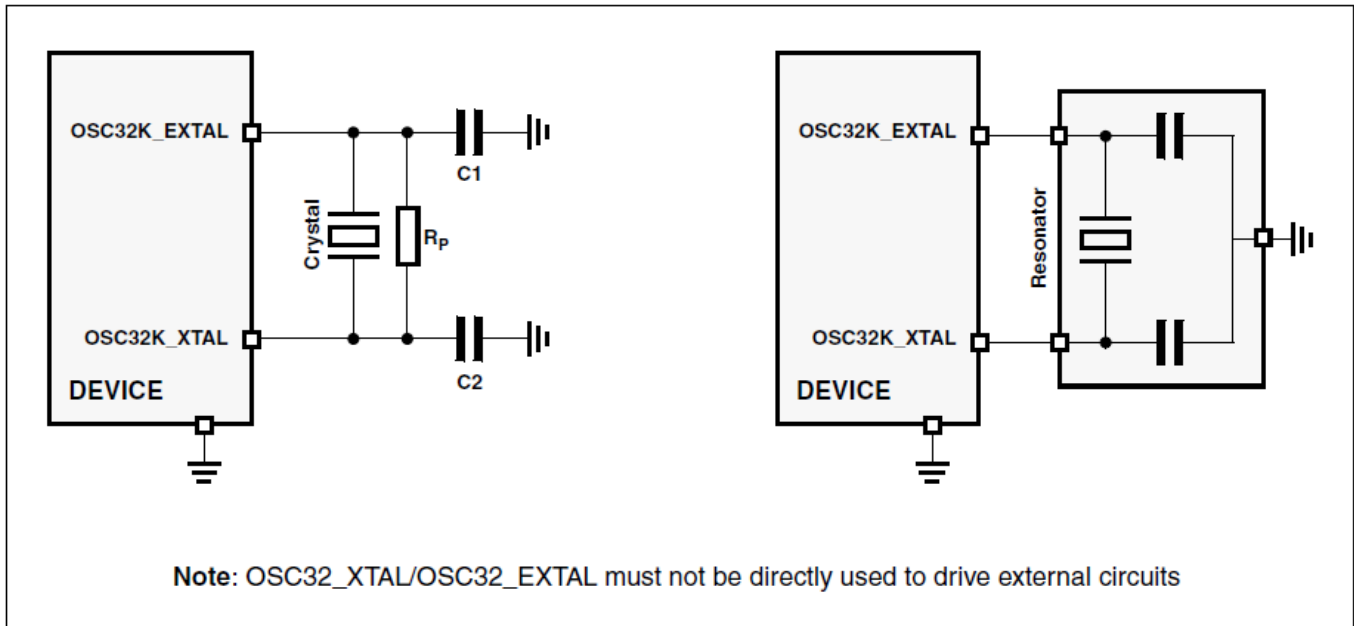 OSC32K_EXTAL
C1
Crystal
RP
OSC32K_XTAL
C2
DEVICE
OSC32K_EXTAL
Resonator
OSC32K_XTAL
DEVICE
Note: OSC32_XTAL/OSC32_EXTAL must not be directly used to drive external circuits